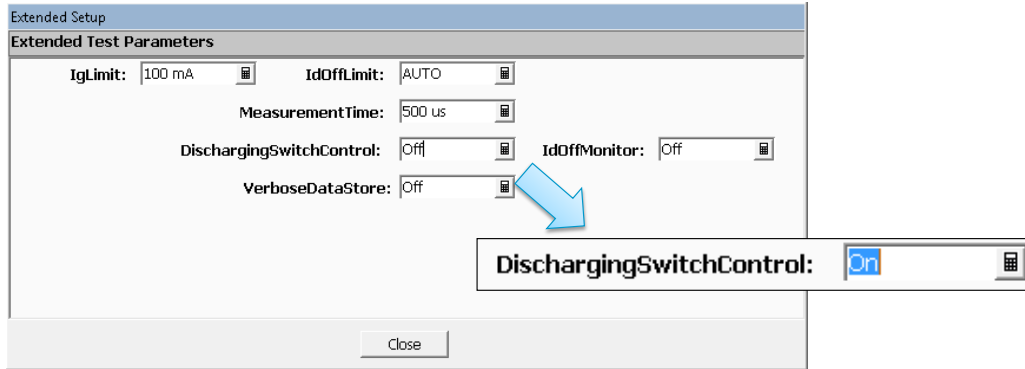 Extended Setup
Extended Test Parameters
IgLimit: 100 mA IdOffLimit: AUTO
MeasurementTime: 500 us
DischargingSwitchControl: Off IdOffMonitor: Off
VerboseDataStore: Off
DischargingSwitchControl: On
Close